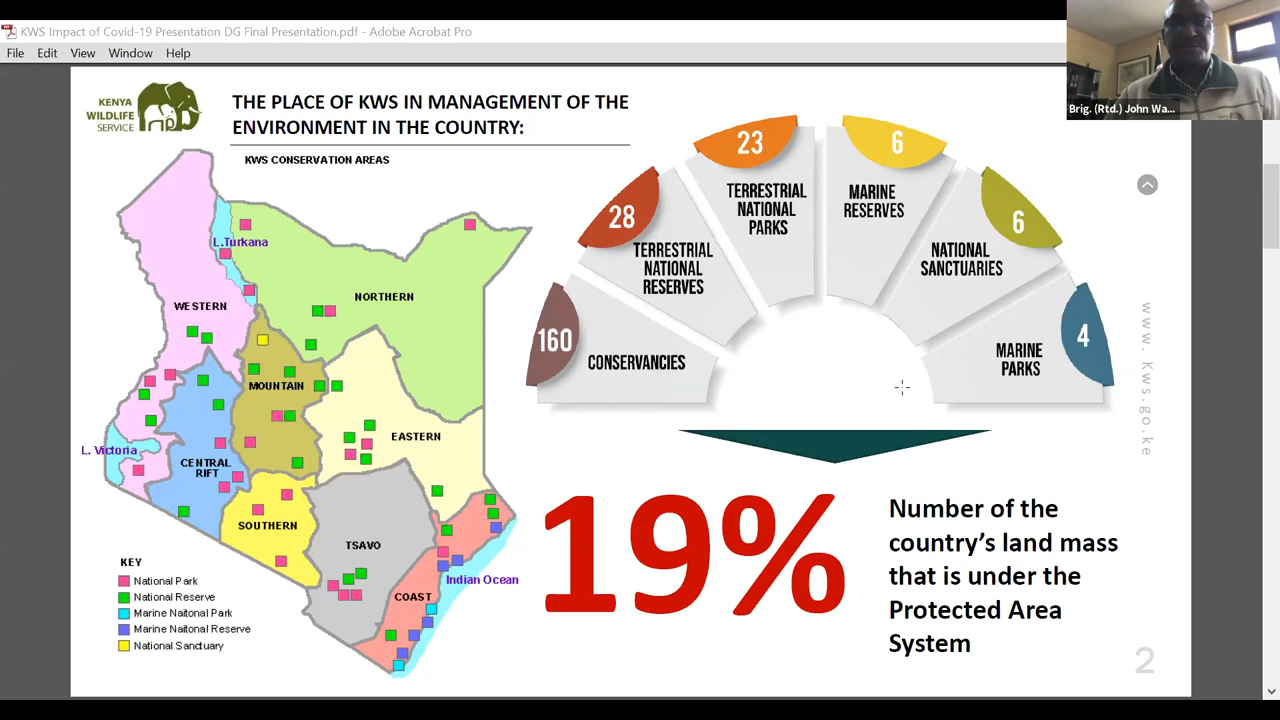 KWS Impact of Covid-19 Presentation DG Final Presentation.pdf - Adobe Acrobat Pro
File Edit View Window Help
Brig. (Rtd.) John Wa...
KENYA
WILDLIFE
SERVICE
THE PLACE OF KWS IN MANAGEMENT OF THE
ENVIRONMENT IN THE COUNTRY:
KWS CONSERVATION AREAS
L.Turkana
WESTERN
NORTHERN
MOUNTAIN
EASTERN
L. Victoria
CENTRAL
RIFT
SOUTHERN
TSAVO
COAST
Indian Ocean
KEY
National Park
National Reserve
Marine Naitonal Park
Marine Naitonal Reserve
National Sanctuary
160
CONSERVANCIES
28
TERRESTRIAL
NATIONAL
RESERVES
23
TERRESTRIAL
NATIONAL
PARKS
6
MARINE
RESERVES
6
NATIONAL
SANCTUARIES
4
MARINE
PARKS
19%
Number of the
country's land mass
that is under the
Protected Area
System
www. Kws.go.ke
2